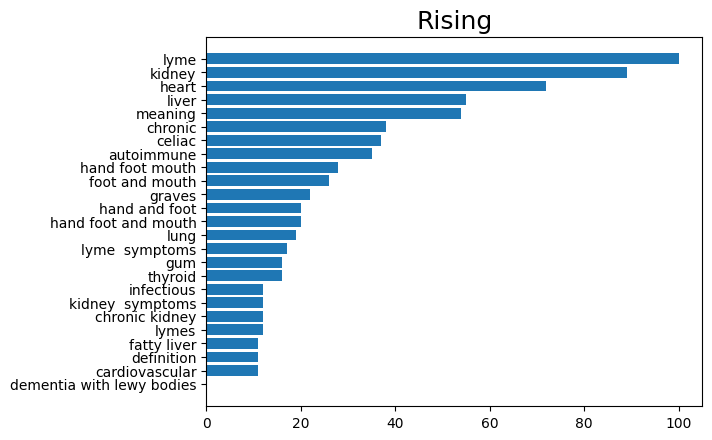 Rising
lyme
kidney
heart
liver
meaning
chronic
celiac
autoimmune
hand foot mouth
foot and mouth
graves
hand and foot
hand foot and mouth
lung
lyme  symptoms
gum
thyroid
infectious
kidney  symptoms
chronic kidney
lymes
fatty liver
definition
cardiovascular
dementia with lewy bodies
0 20 40 60 80 100